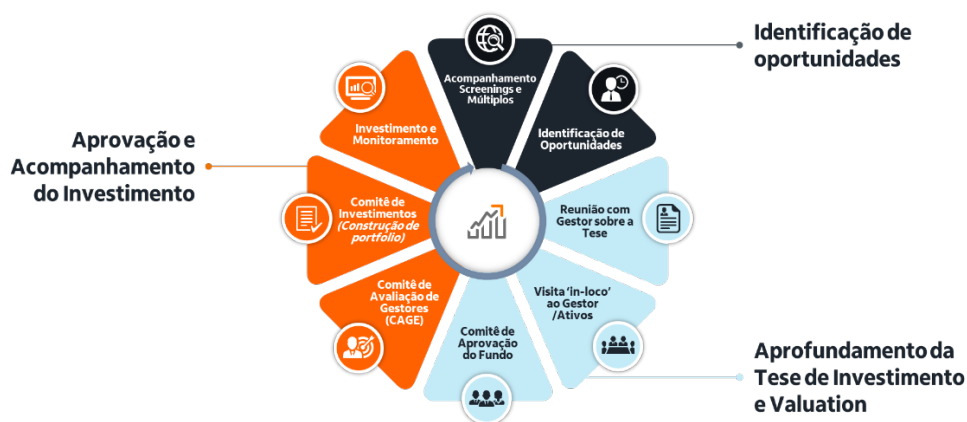 Identificação de
oportunidades
Acompanhamento
Screenings e
Múltiplos
Identificação de
Oportunidades
Reunião com
Gestor sobre a
Tese
Visita ‘in-loco’
ao Gestor
/Ativos
Comitê de
Aprovação
do Fundo
Aprofundamento da
Tese de Investimento
e Valuation
Comitê de
Avaliação de
Gestores
(CAGE)
Comitê de
Investimentos
(Construção de
portfolio)
Investimento e
Monitoramento
Aprovação e
Acompanhamento
do Investimento